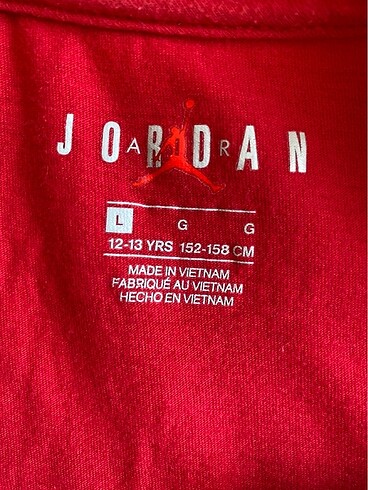 JORDAN
AIR
L G G
12-13 YRS 152-158 CM
MADE IN VIETNAM
FABRIQUÉ AU VIETNAM
HECHO EN VIETNAM